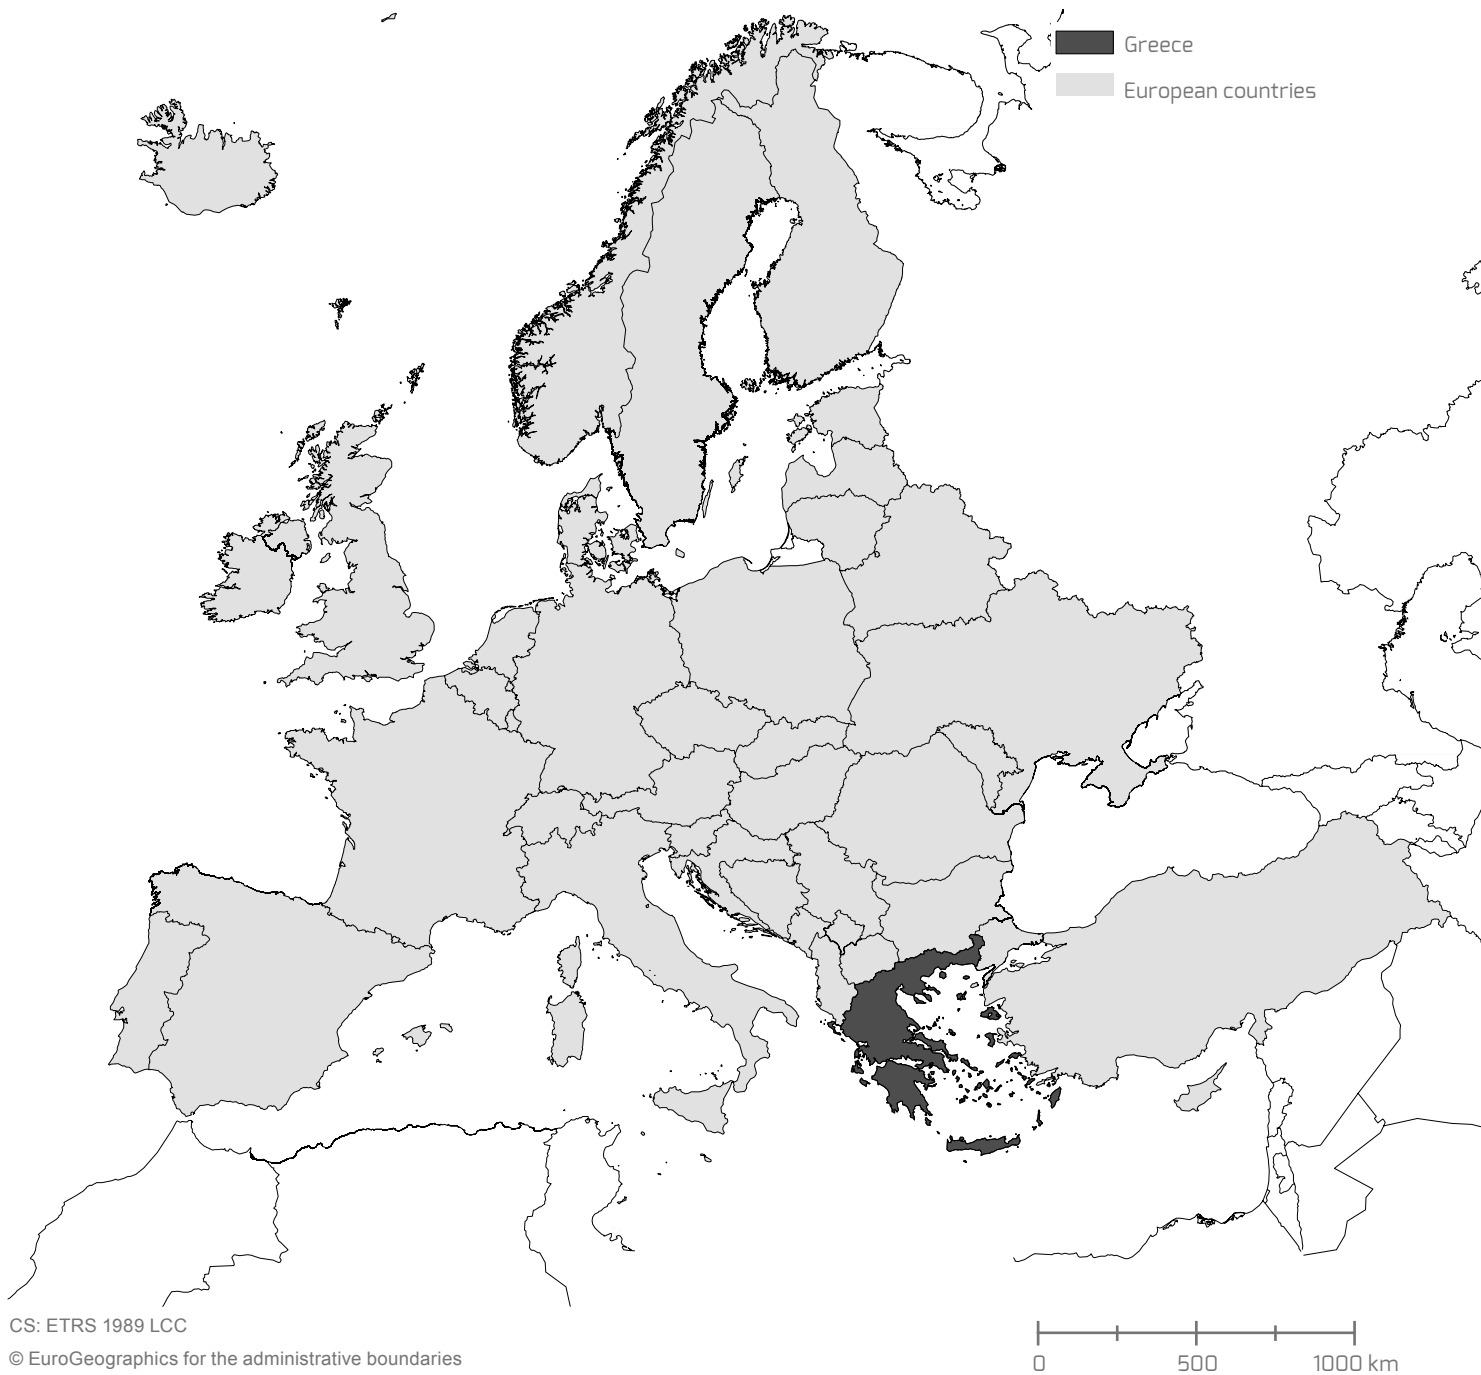 Greece
European countries
CS: ETRS 1989 LCC
© EuroGeographics for the administrative boundaries
0 500 1000 km